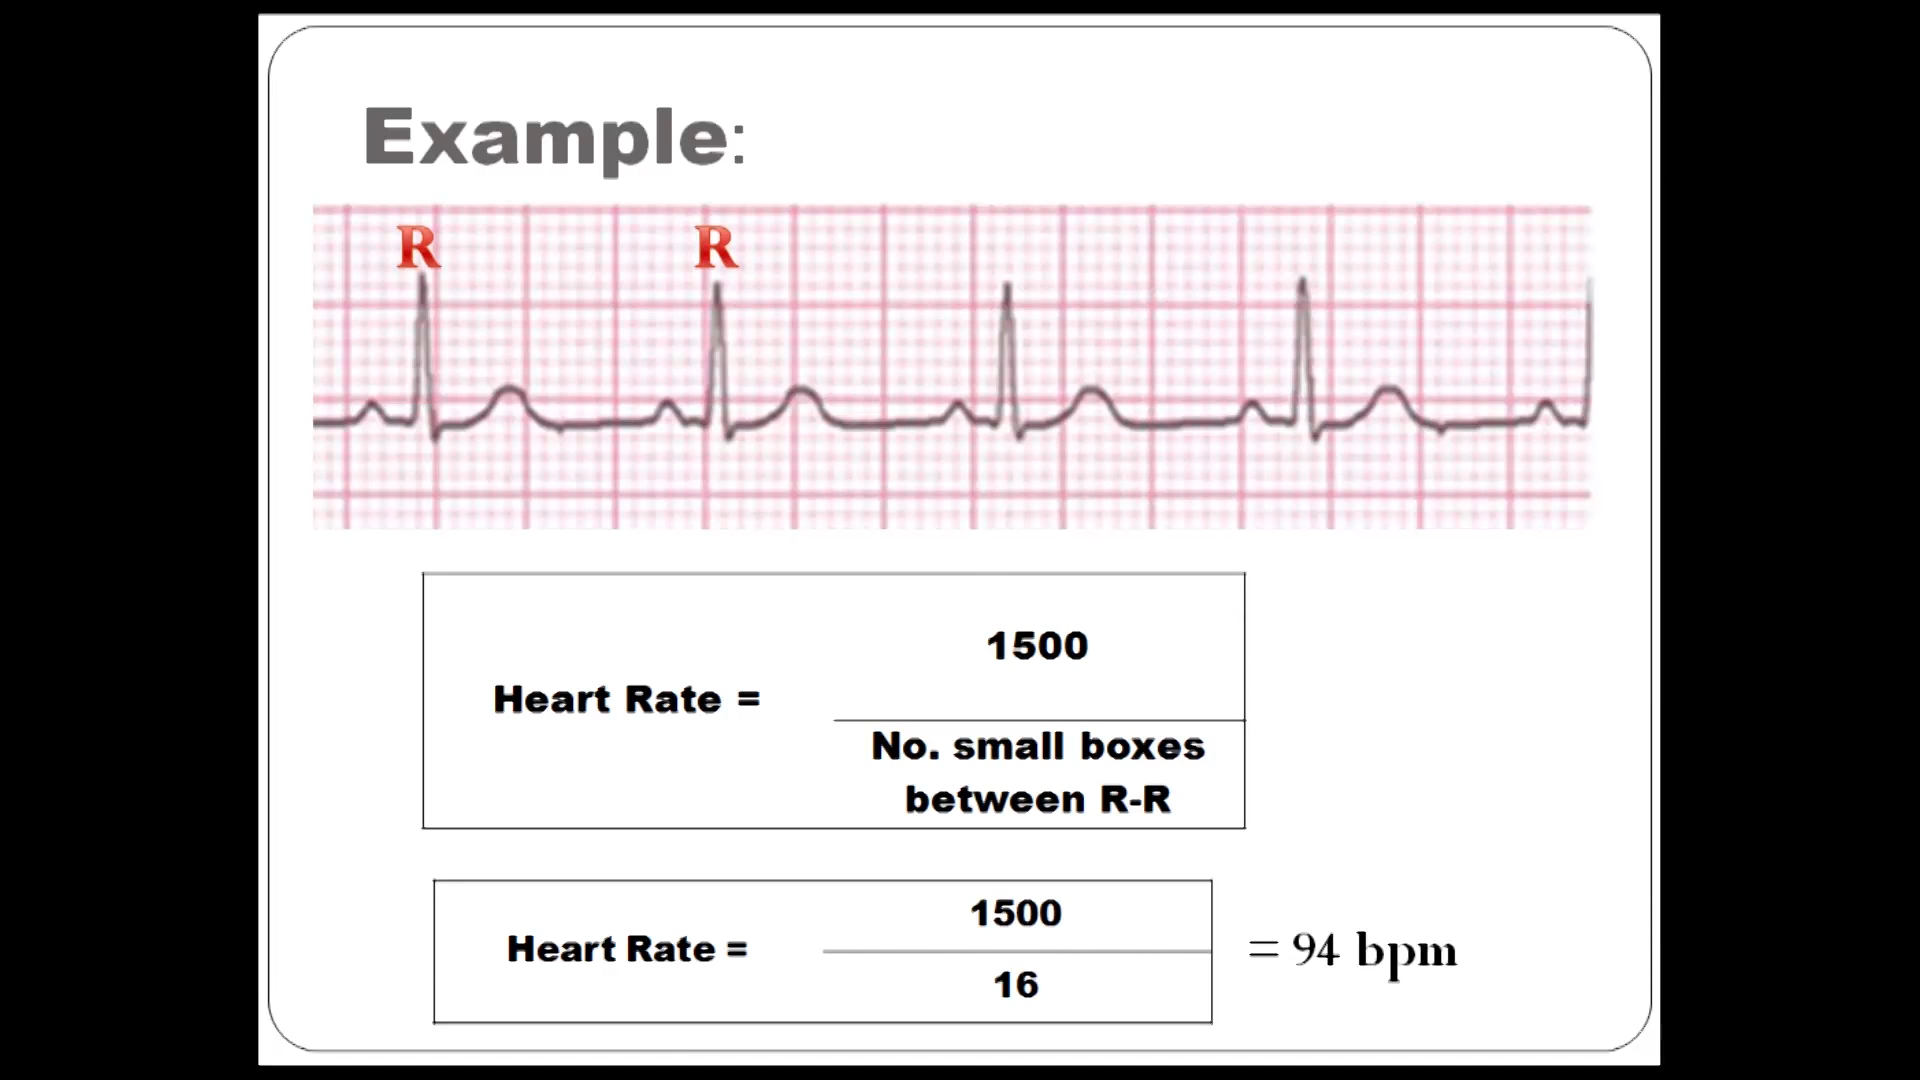 Example:
R R
1500
Heart Rate =
No. small boxes
between R-R
1500
Heart Rate =
= 94 bpm
16